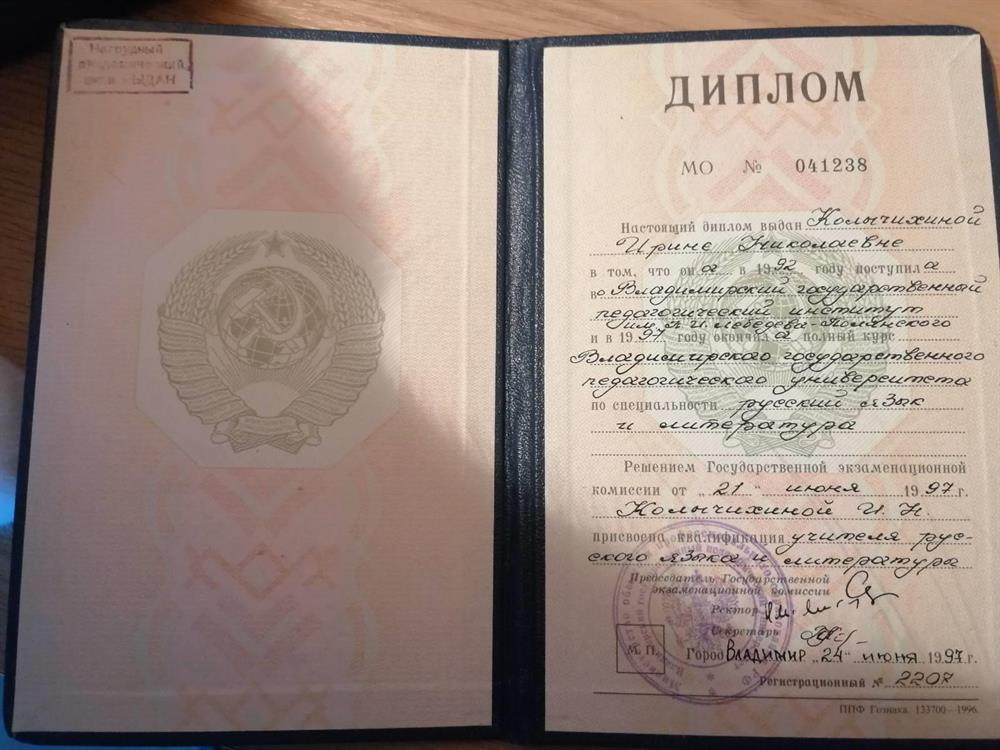 Нагрудный
академический
знак ВЫДАН
ДИПЛОМ
МО № 041238
Настоящий диплом выдан Колычихиной
Ирине Николаевне
в том, что она в 1992 году поступила
во Владимирский государственный
педагогический институт
им. П. И. Лебедева-Полянского
и в 1997 году окончила полный курс
Владимирского государственного
педагогического университета
по специальности русский язык
и литература
Решением Государственной экзаменационной
комиссии от „21" июня 1997 г.
Колычихиной И. Н.
присвоена квалификация учителя рус-
ского языка и литература
Председатель Государственной
экзаменационной комиссии
Ректор
Секретарь
М. П.
Город Владимир „24" июня 1997 г.
Регистрационный № 2207
ППФ Гознака. 133700—1996.